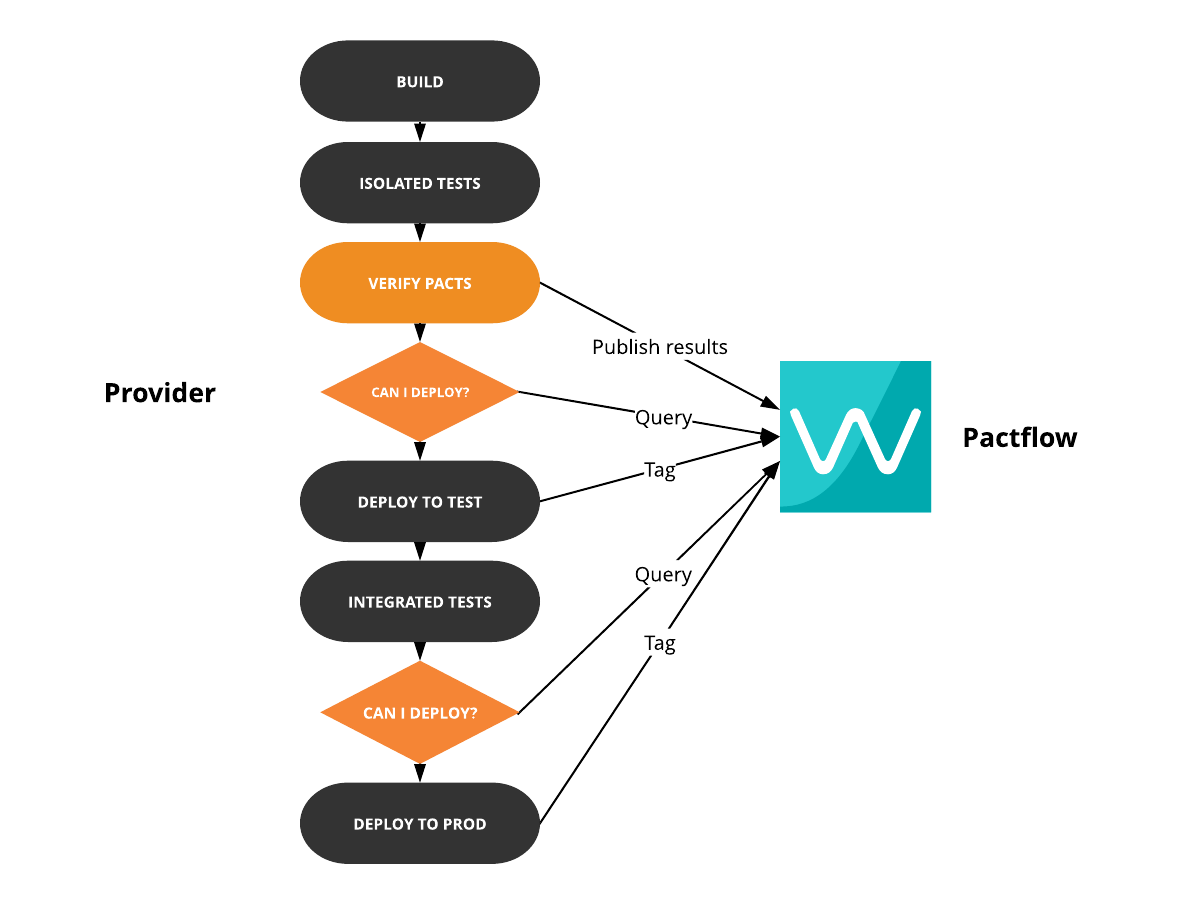 BUILD
ISOLATED TESTS
VERIFY PACTS
Publish results
Provider
CAN I DEPLOY?
Query
Pactflow
Tag
DEPLOY TO TEST
Query
INTEGRATED TESTS
Tag
CAN I DEPLOY?
DEPLOY TO PROD